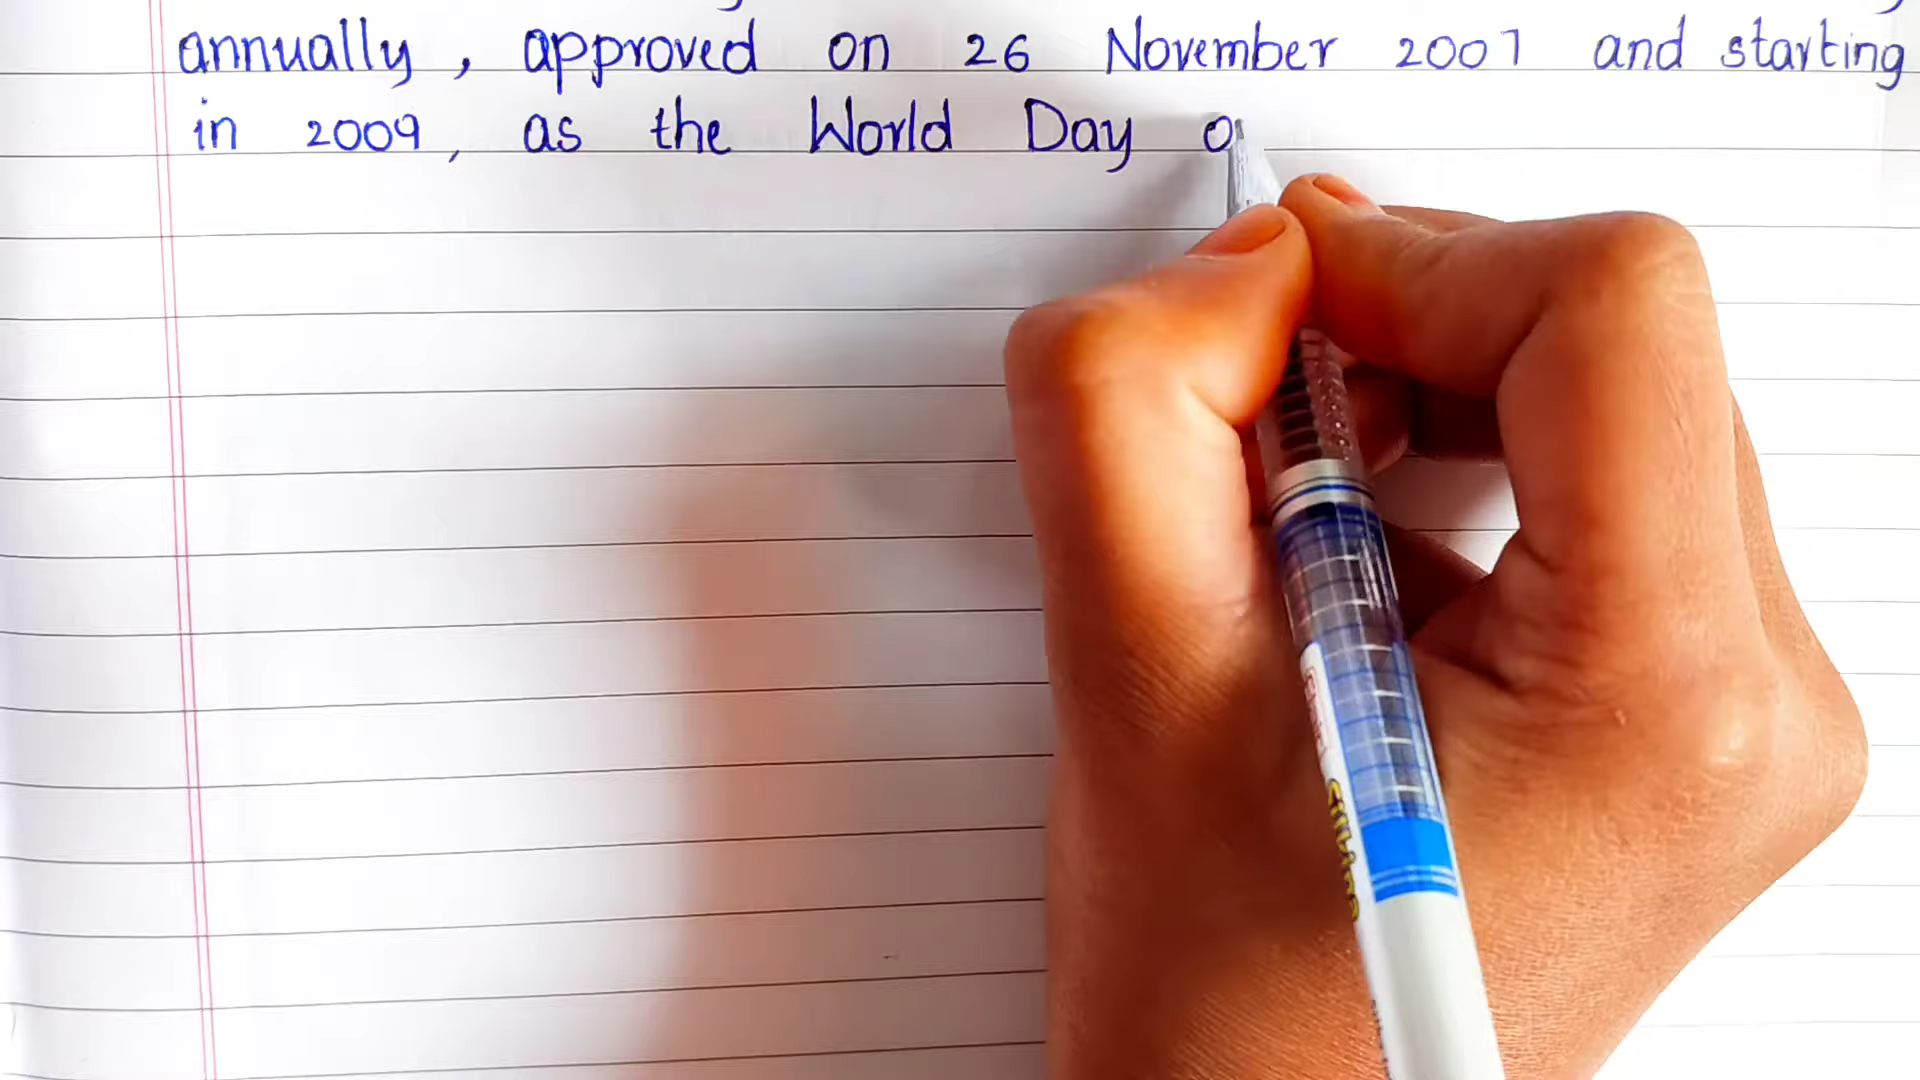 annually, approved on 26 November 2007 and starting
in 2009, as the World Day o